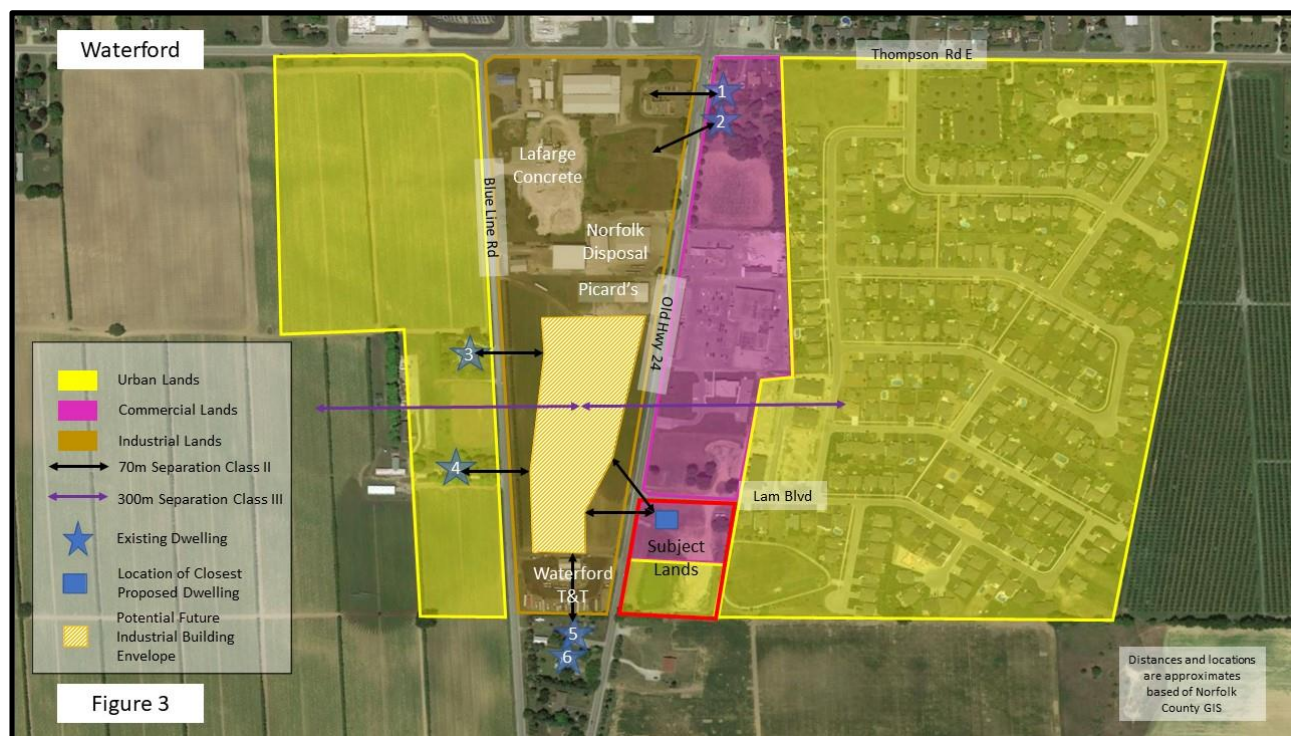 Waterford
Thompson Rd E
1
2
Lafarge
Concrete
Blue Line Rd
Norfolk
Disposal
Picard's
Old Hwy 24
3
4
Urban Lands
Commercial Lands
Industrial Lands
70m Separation Class II
300m Separation Class III
Existing Dwelling
Location of Closest
Proposed Dwelling
Potential Future
Industrial Building
Envelope
Lam Blvd
Subject
Lands
Waterford
T&T
5
6
Distances and locations
are approximates
based of Norfolk
County GIS
Figure 3